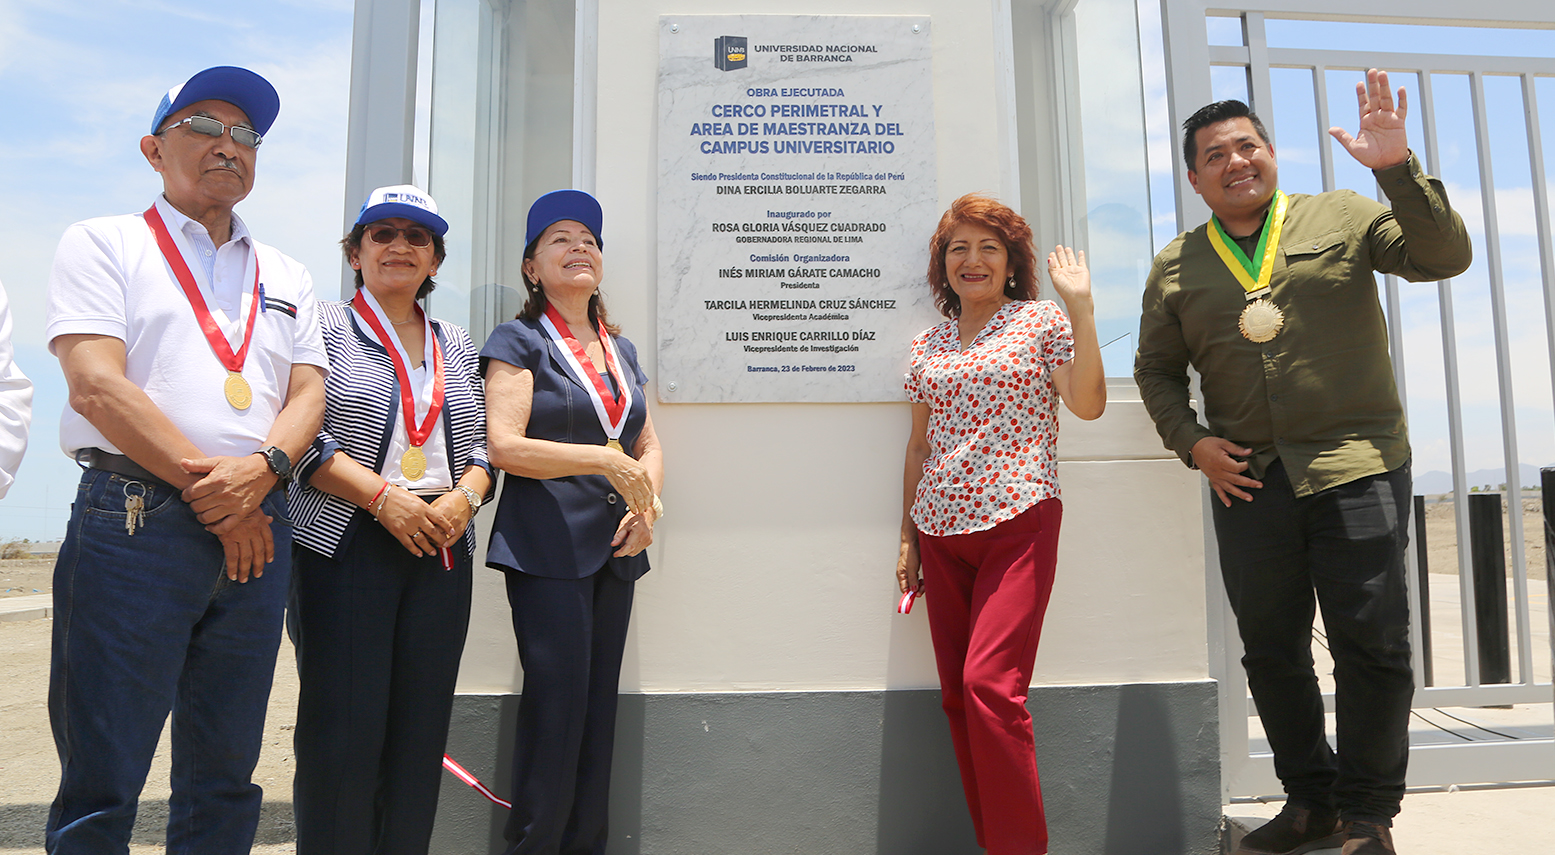 UNAB
UNIVERSIDAD NACIONAL
DE BARRANCA
OBRA EJECUTADA
CERCO PERIMETRAL Y
AREA DE MAESTRANZA DEL
CAMPUS UNIVERSITARIO
Siendo Presidenta Constitucional de la República del Perú
DINA ERCILIA BOLUARTE ZEGARRA
Inaugurado por
ROSA GLORIA VÁSQUEZ CUADRADO
GOBERNADORA REGIONAL DE LIMA
Comisión Organizadora
INÉS MIRIAM GÁRATE CAMACHO
Presidenta
TARCILA HERMELINDA CRUZ SÁNCHEZ
Vicepresidenta Académica
LUIS ENRIQUE CARRILLO DÍAZ
Vicepresidente de Investigación
Barranca, 23 de Febrero de 2023
UNAB